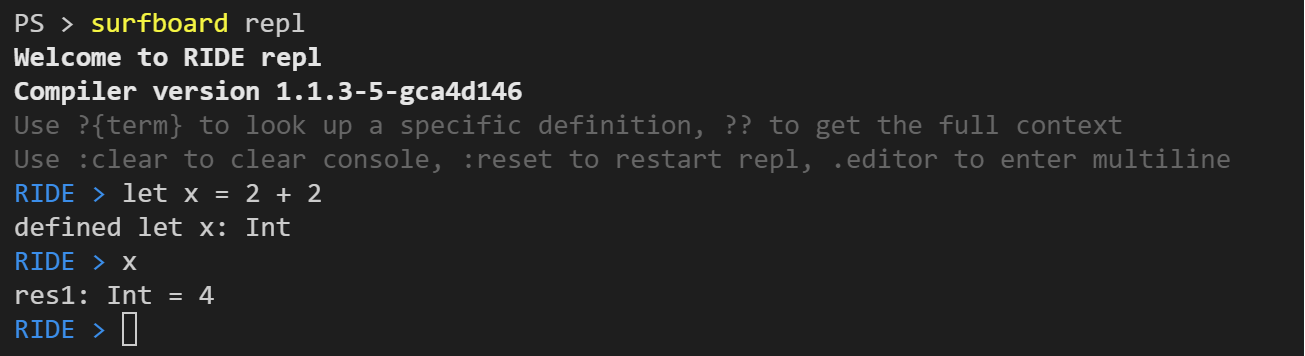 PS > surfboard repl
Welcome to RIDE repl
Compiler version 1.1.3-5-gca4d146
Use ?{term} to look up a specific definition, ?? to get the full context
Use :clear to clear console, :reset to restart repl, .editor to enter multiline
RIDE > let x = 2 + 2
defined let x: Int
RIDE > x
res1: Int = 4
RIDE >